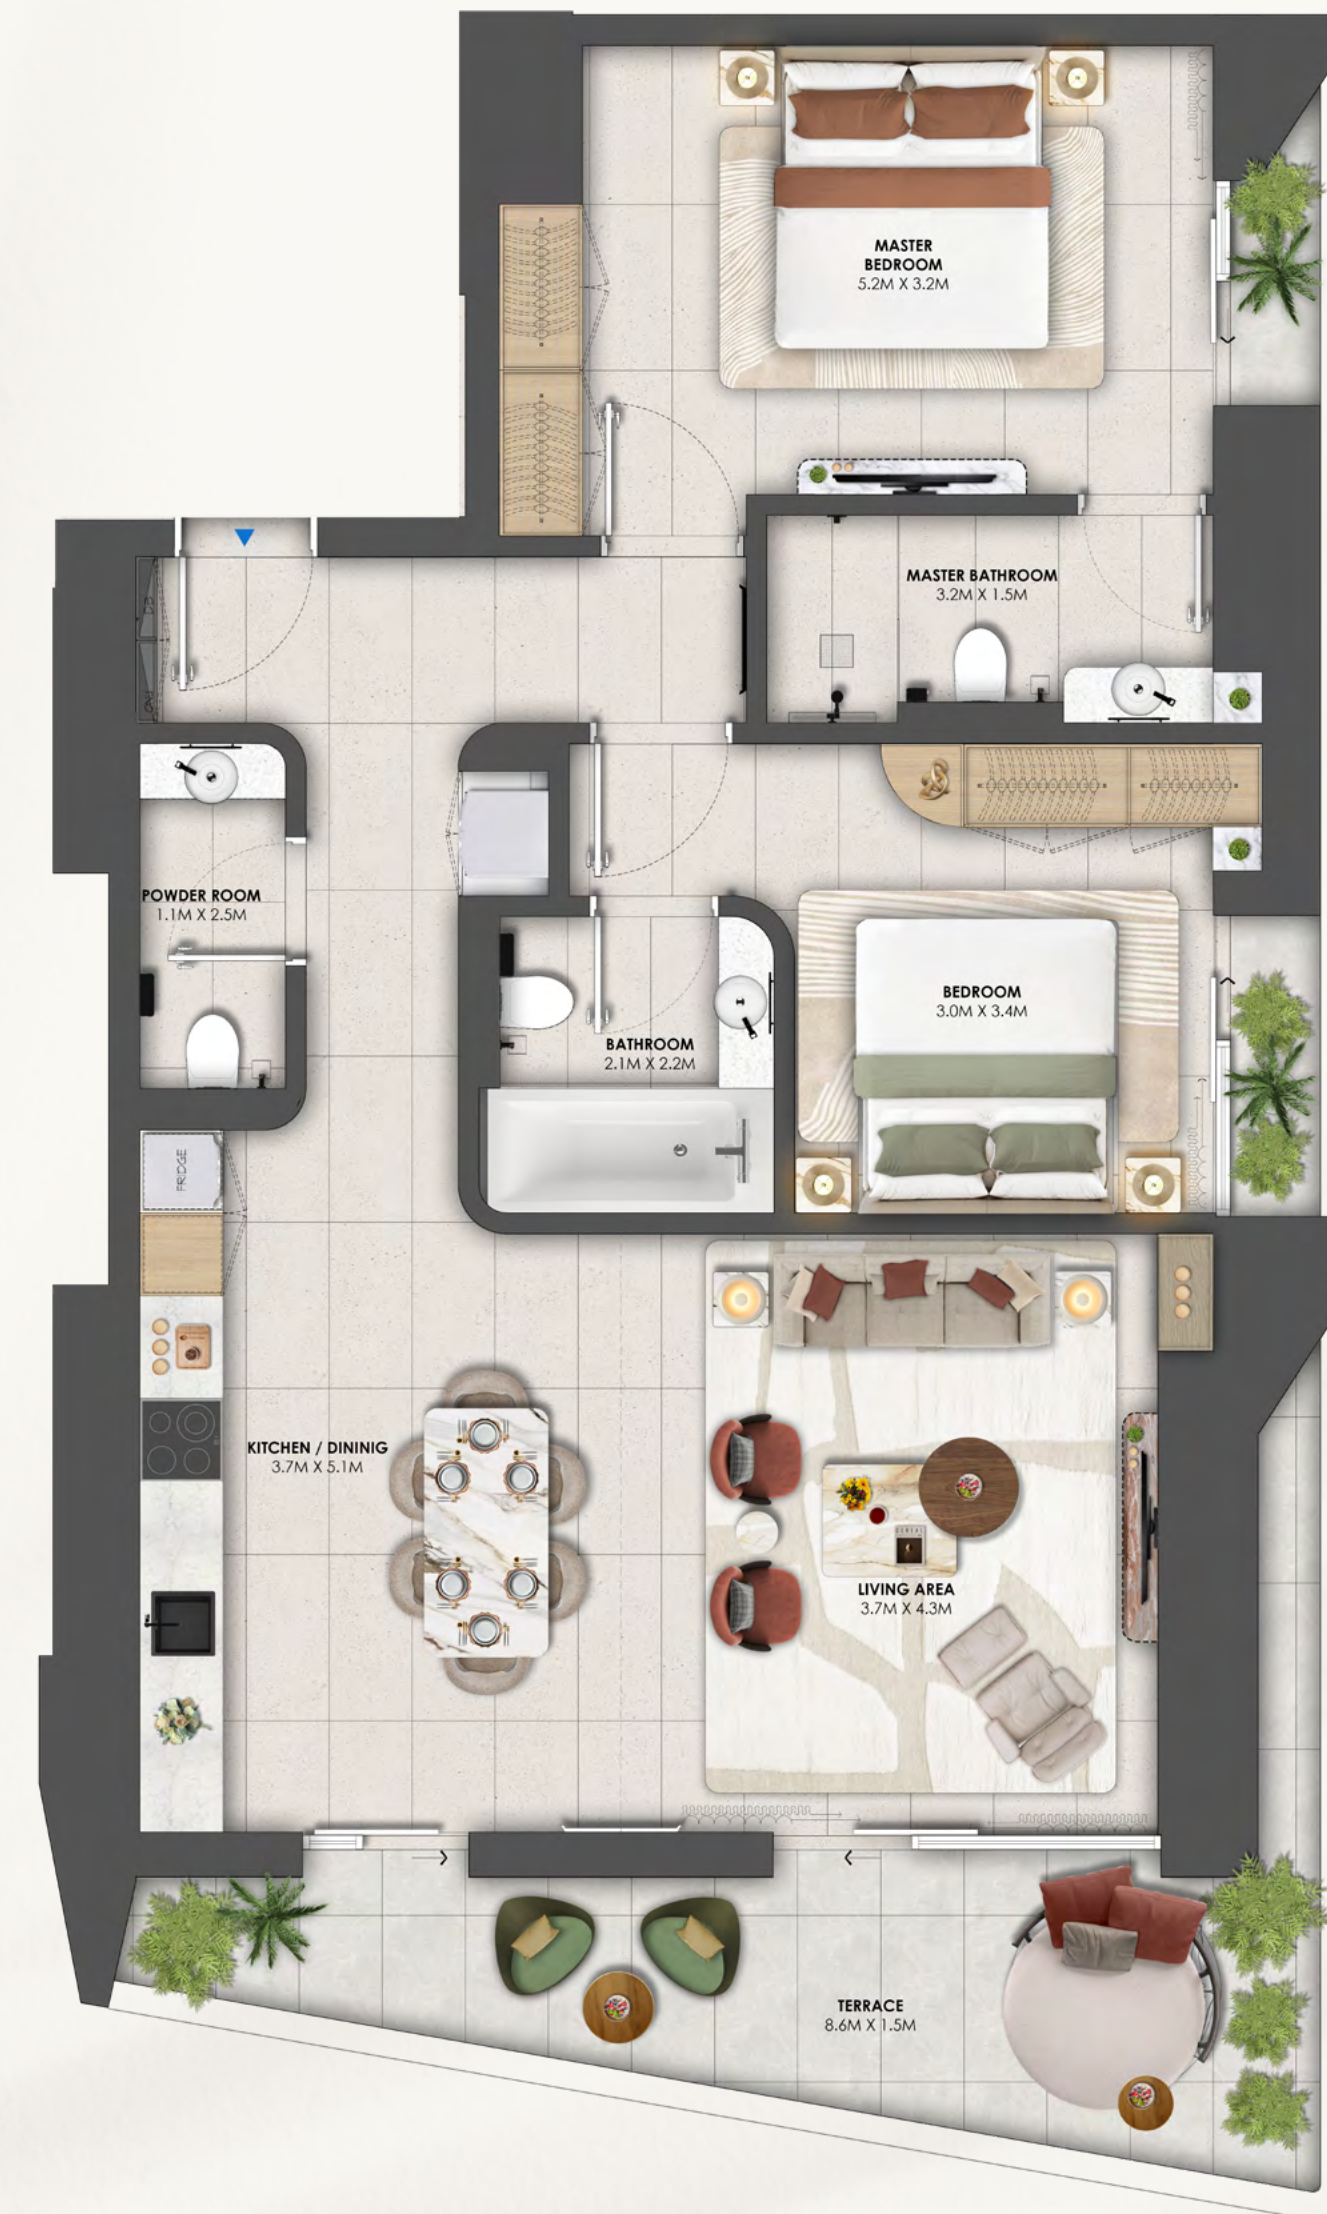 MASTER
BEDROOM
5.2M X 3.2M
MASTER BATHROOM
3.2M X 1.5M
POWDER ROOM
1.1M X 2.5M
BEDROOM
3.0M X 3.4M
BATHROOM
2.1M X 2.2M
FRIDGE
KITCHEN / DININIG
3.7M X 5.1M
LIVING AREA
3.7M X 4.3M
TERRACE
8.6M X 1.5M